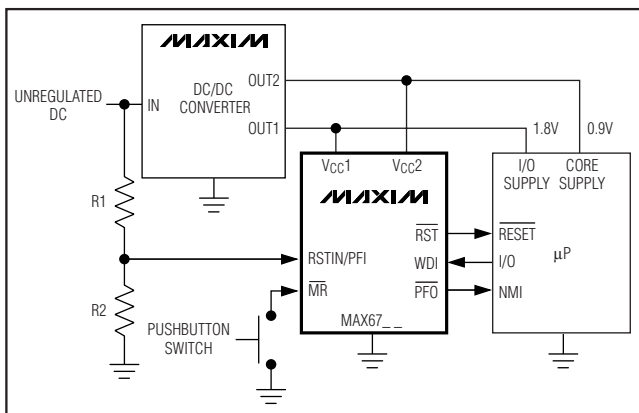 MAXIM
DC/DC
CONVERTER
UNREGULATED
DC
IN
OUT2
OUT1
1.8V
0.9V
R1
R2
VCC1
VCC2
MAXIM
RSTIN/PFI
MR
RST
WDI
PFO
MAX67_ _
I/O
SUPPLY
CORE
SUPPLY
RESET
µP
I/O
NMI
PUSHBUTTON
SWITCH